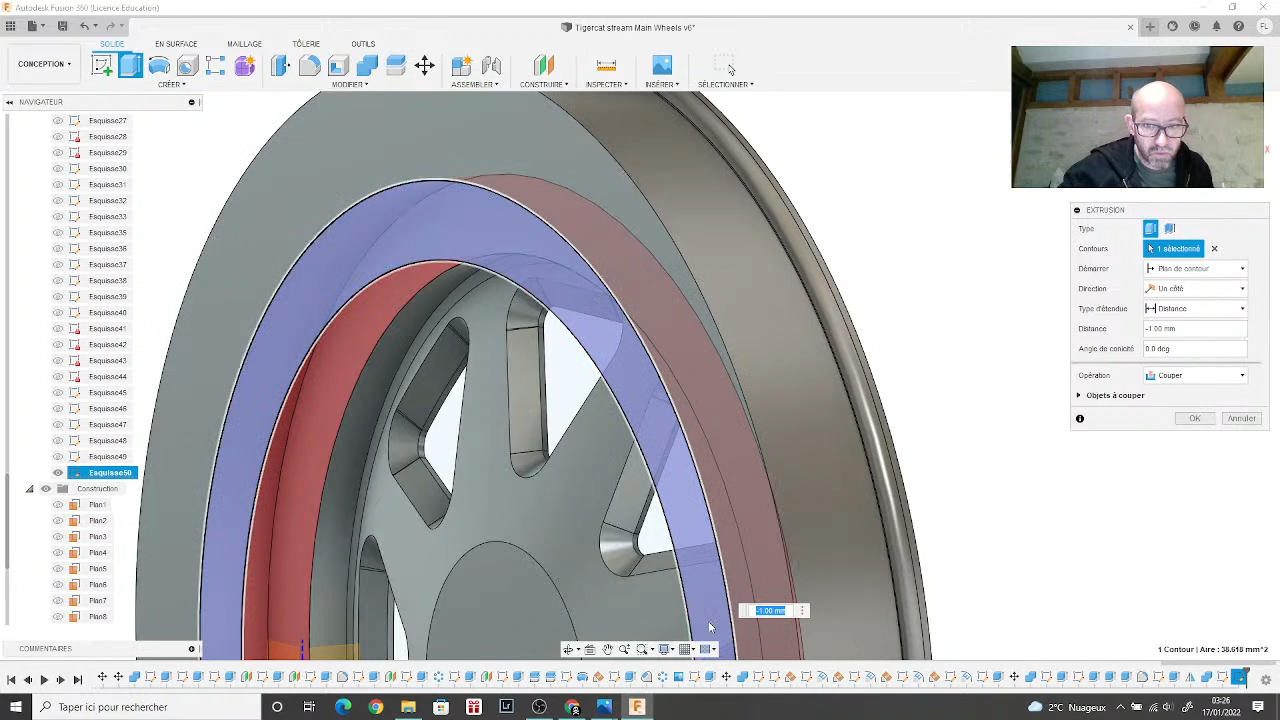 Autodesk Fusion 360 (Licence Education)
Tigercat stream Main Wheels v6*
FL
SOLIDE EN SURFACE MAILLAGE TÔLERIE OUTILS
CONCEPTION
CRÉER MODIFIER ASSEMBLER CONSTRUIRE INSPECTER INSÉRER SÉLECTIONNER
NAVIGATEUR
Esquisse27
Esquisse28
Esquisse29
Esquisse30
Esquisse31
Esquisse32
Esquisse33
Esquisse35
Esquisse36
Esquisse37
Esquisse38
Esquisse39
Esquisse40
Esquisse41
Esquisse42
Esquisse43
Esquisse44
Esquisse45
Esquisse46
Esquisse47
Esquisse48
Esquisse49
Esquisse50
Construction
Plan1
Plan2
Plan3
Plan4
Plan5
Plan6
Plan7
Plan8
COMMENTAIRES
EXTRUSION
Type
Contours 1 sélectionné
Démarrer Plan de contour
Direction Un côté
Type d'étendue Distance
Distance -1.00 mm
Angle de conicité 0.0 deg
Opération Couper
Objets à couper
OK Annuler
-1.00 mm
1 Contour | Aire : 38.618 mm^2
Taper ici pour rechercher
2°C Nuageux
03:26
17/01/2022